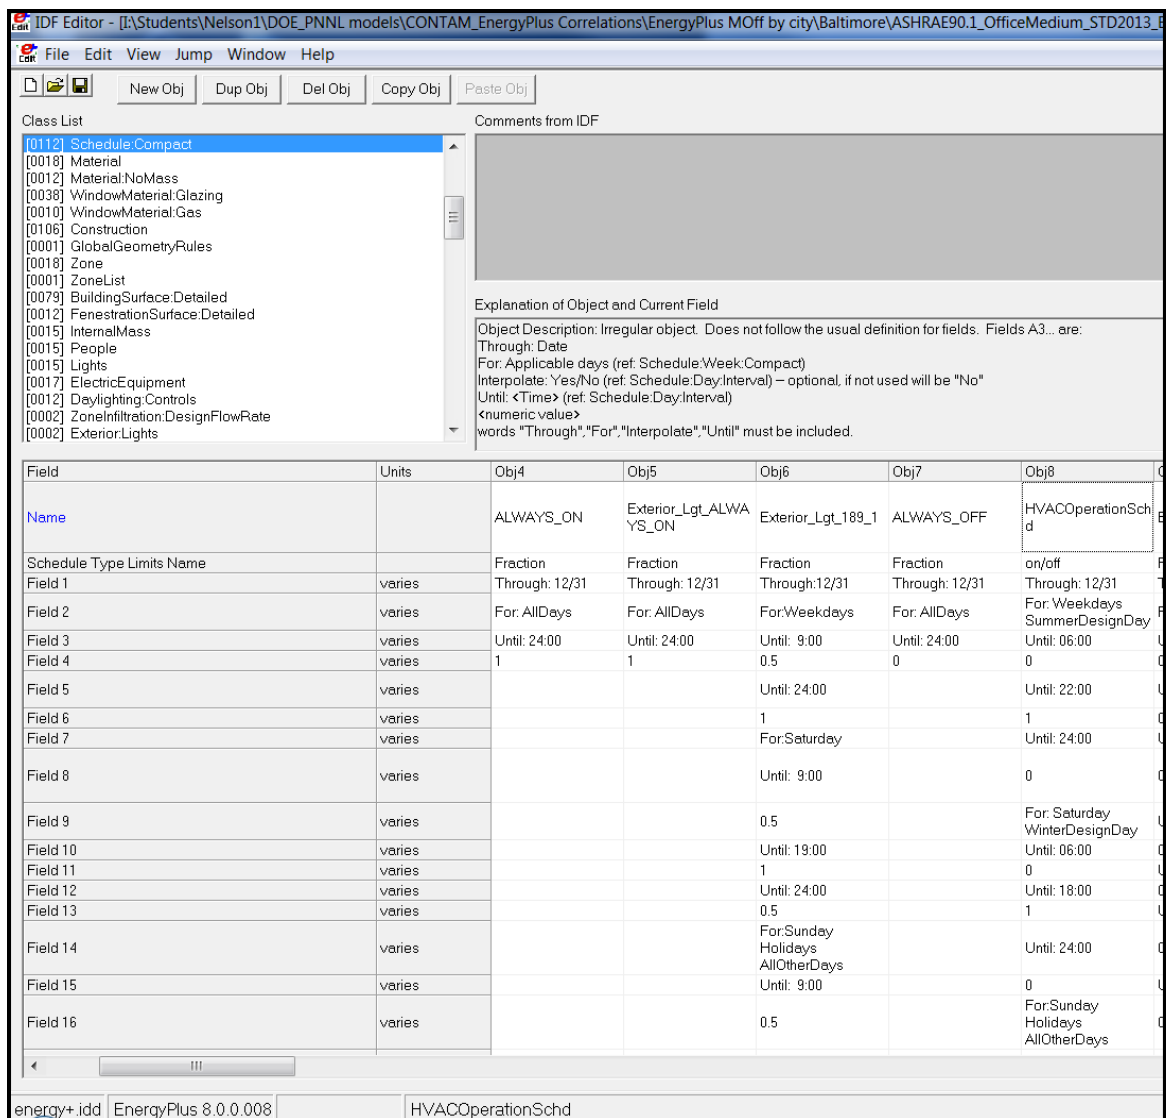 IDF Editor - [I:\Students\Nelson1\DOE_PNNL models\CONTAM_EnergyPlus Correlations\EnergyPlus MOff by city\Baltimore\ASHRAE90.1_OfficeMedium_STD2013_
File Edit View Jump Window Help
New Obj Dup Obj Del Obj Copy Obj Paste Obj
Class List
[0112] Schedule:Compact
[0018] Material
[0012] Material:NoMass
[0038] WindowMaterial:Glazing
[0010] WindowMaterial:Gas
[0106] Construction
[0001] GlobalGeometryRules
[0018] Zone
[0001] ZoneList
[0079] BuildingSurface:Detailed
[0012] FenestrationSurface:Detailed
[0015] InternalMass
[0015] People
[0015] Lights
[0017] ElectricEquipment
[0012] Daylighting:Controls
[0002] ZoneInfiltration:DesignFlowRate
[0002] Exterior:Lights
Comments from IDF
Explanation of Object and Current Field
Object Description: Irregular object. Does not follow the usual definition for fields. Fields A3... are:
Through: Date
For: Applicable days (ref: Schedule:Week:Compact)
Interpolate: Yes/No (ref: Schedule:Day:Interval) -- optional, if not used will be "No"
Until: <Time> (ref: Schedule:Day:Interval)
<numeric value>
words "Through","For","Interpolate","Until" must be included.
Field Units Obj4 Obj5 Obj6 Obj7 Obj8
Name ALWAYS_ON Exterior_Lgt_ALWA Exterior_Lgt_189_1 ALWAYS_OFF HVACOperationSch
YS_ON d
Schedule Type Limits Name Fraction Fraction Fraction Fraction on/off
Field 1 varies Through: 12/31 Through: 12/31 Through:12/31 Through: 12/31 Through: 12/31
Field 2 varies For: AllDays For: AllDays For:Weekdays For: AllDays For: Weekdays
SummerDesignDay
Field 3 varies Until: 24:00 Until: 24:00 Until: 9:00 Until: 24:00 Until: 06:00
Field 4 varies 1 1 0.5 0 0
Field 5 varies Until: 24:00 Until: 22:00
Field 6 varies 1 1
Field 7 varies For:Saturday Until: 24:00
Field 8 varies Until: 9:00 0
Field 9 varies 0.5 For: Saturday
WinterDesignDay
Field 10 varies Until: 19:00 Until: 06:00
Field 11 varies 1 0
Field 12 varies Until: 24:00 Until: 18:00
Field 13 varies 0.5 1
Field 14 varies For:Sunday Until: 24:00
Holidays
AllOtherDays
Field 15 varies Until: 9:00 0
Field 16 varies 0.5 For:Sunday
Holidays
AllOtherDays
energy+.idd EnergyPlus 8.0.0.008 HVACOperationSchd